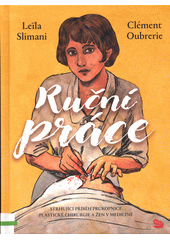 Leïla
Slimani
Clément
Oubrerie
Ruční
práce
STRHUJÍCÍ PŘÍBĚH PRŮKOPNICE
PLASTICKÉ CHIRURGIE A ŽEN V MEDICÍNĚ